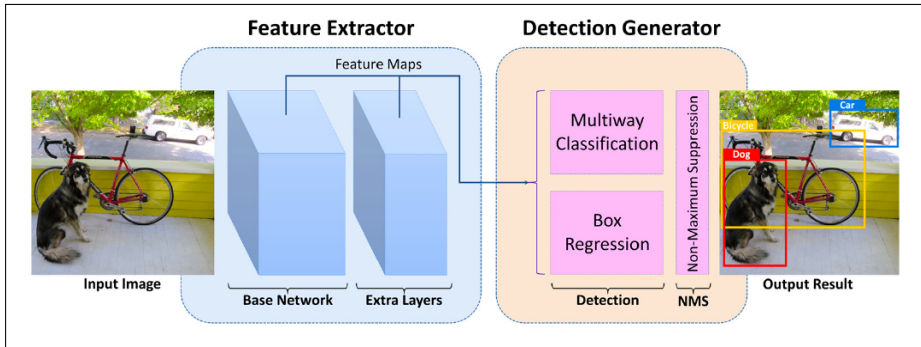 Feature Extractor
Detection Generator
Feature Maps
Multiway
Classification
Box
Regression
Non-Maximum Suppression
Car
Bicycle
Dog
Input Image
Base Network
Extra Layers
Detection
NMS
Output Result